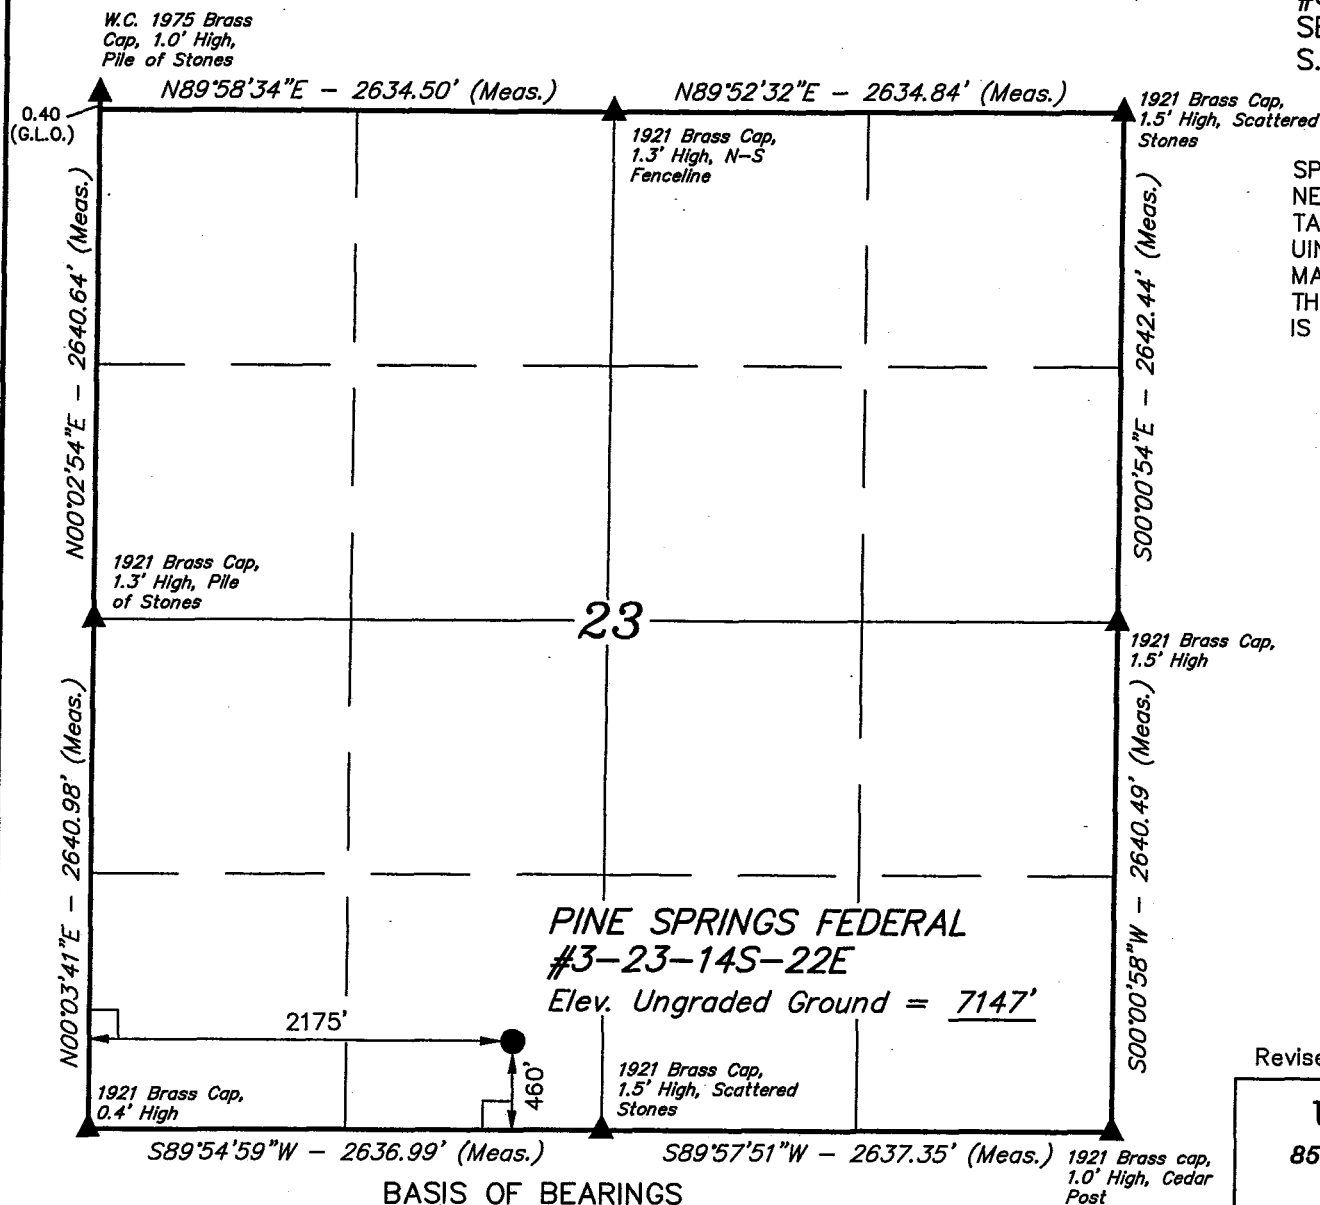 W.C. 1975 Brass
Cap, 1.0' High,
Pile of Stones
N89°58'34"E – 2634.50' (Meas.)
N89°52'32"E – 2634.84' (Meas.)
0.40
(G.L.O.)
1921 Brass Cap,
1.5' High, Scattered
Stones
1921 Brass Cap,
1.3' High, N–S
Fenceline
S.
SP
NE
TA
UIN
MA
TH
IS
N00°02'54"E – 2640.64' (Meas.)
S00°00'54"E – 2642.44' (Meas.)
1921 Brass Cap,
1.3' High, Pile
of Stones
23
1921 Brass Cap,
1.5' High
N00°03'41"E – 2640.98' (Meas.)
S00°00'58"W – 2640.49' (Meas.)
PINE SPRINGS FEDERAL
#3–23–14S–22E
Elev. Ungraded Ground = 7147'
2175'
460'
1921 Brass Cap,
0.4' High
1921 Brass Cap,
1.5' High, Scattered
Stones
Revise
85
S89°54'59"W – 2636.99' (Meas.)
S89°57'51"W – 2637.35' (Meas.)
1921 Brass cap,
1.0' High, Cedar
Post
BASIS OF BEARINGS